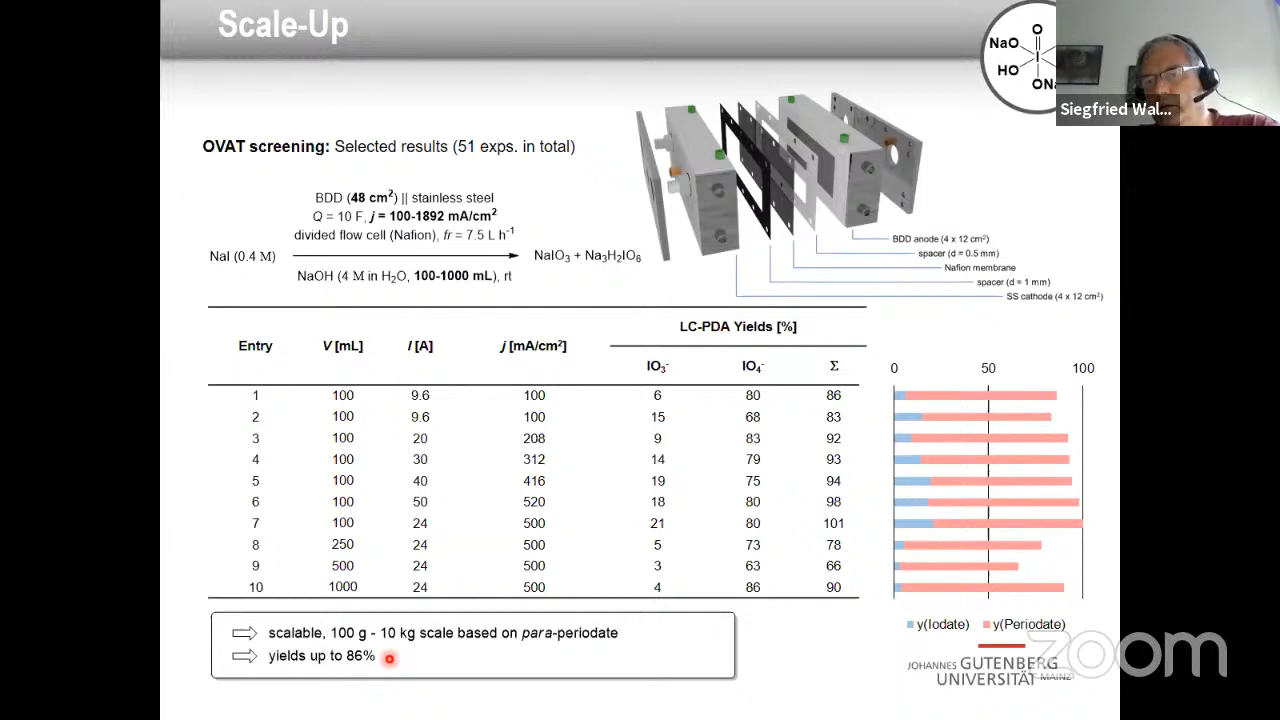 Scale-Up
O
NaO
I
HO
ONa
Siegfried Wal...
OVAT screening: Selected results (51 exps. in total)
BDD (48 cm²) || stainless steel
Q = 10 F, j = 100-1892 mA/cm²
divided flow cell (Nafion), fr = 7.5 L h⁻¹
NaI (0.4 M)
NaIO₃ + Na₃H₂IO₆
NaOH (4 M in H₂O, 100-1000 mL), rt
BDD anode (4 x 12 cm²)
spacer (d = 0.5 mm)
Nafion membrane
spacer (d = 1 mm)
SS cathode (4 x 12 cm²)
LC-PDA Yields [%]
Entry V [mL] I [A] j [mA/cm²]
IO₃⁻ IO₄⁻ Σ
1 100 9.6 100 6 80 86
2 100 9.6 100 15 68 83
3 100 20 208 9 83 92
4 100 30 312 14 79 93
5 100 40 416 19 75 94
6 100 50 520 18 80 98
7 100 24 500 21 80 101
8 250 24 500 5 73 78
9 500 24 500 3 63 66
10 1000 24 500 4 86 90
0 50 100
y(Iodate) y(Periodate)
⇨ scalable, 100 g - 10 kg scale based on para-periodate
⇨ yields up to 86%
JOHANNES GUTENBERG
UNIVERSITÄT MAINZ
zoom